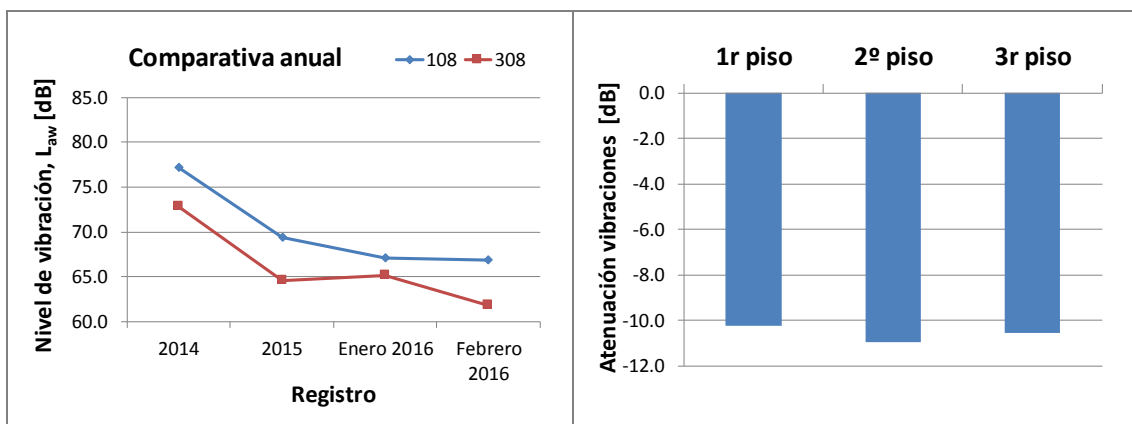 Comparativa anual
108
308
Nivel de vibración, Law [dB]
85.0
80.0
75.0
70.0
65.0
60.0
2014
2015
Enero 2016
Febrero
2016
Registro
1r piso
2º piso
3r piso
Atenuación vibraciones [dB]
0.0
-2.0
-4.0
-6.0
-8.0
-10.0
-12.0